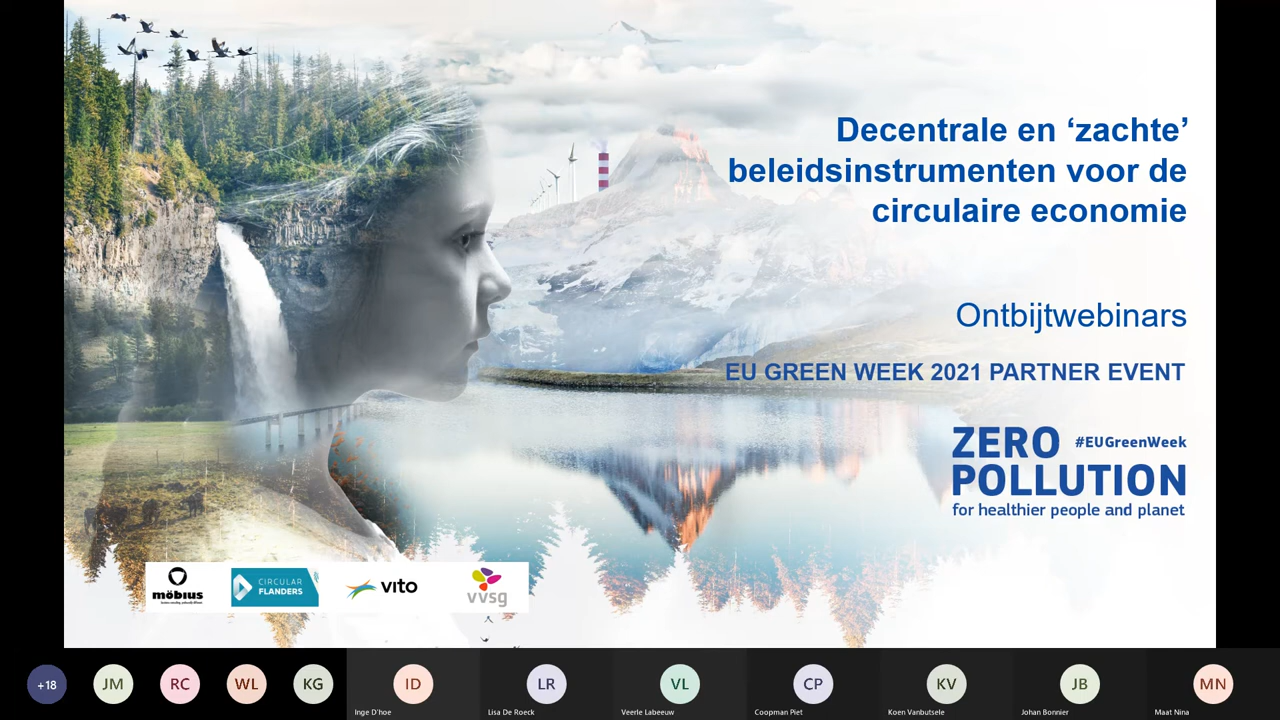 Decentrale en ‘zachte’
beleidsinstrumenten voor de
circulaire economie
Ontbijtwebinars
EU GREEN WEEK 2021 PARTNER EVENT
ZERO #EUGreenWeek
POLLUTION
for healthier people and planet
möbius
CIRCULAR
FLANDERS
vito
vvsg
+18 JM RC WL KG ID LR VL CP KV JB MN
Inge D'hoe Lisa De Roeck Veerle Labeeuw Coopman Piet Koen Vanbutsele Johan Bonnier Maat Nina